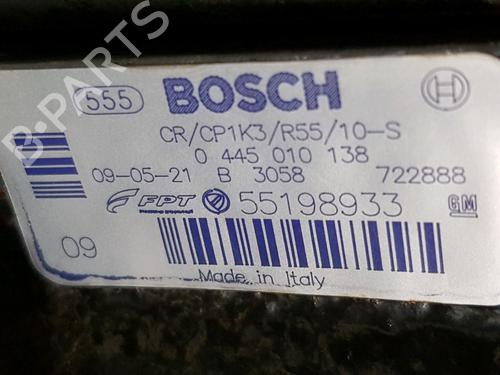 B-PARTS
555 BOSCH
CR/CP1K3/R55/10-S
0 445 010 138
09-05-21 B 3058 722888
FPT 55198933 GM
09
Made in Italy